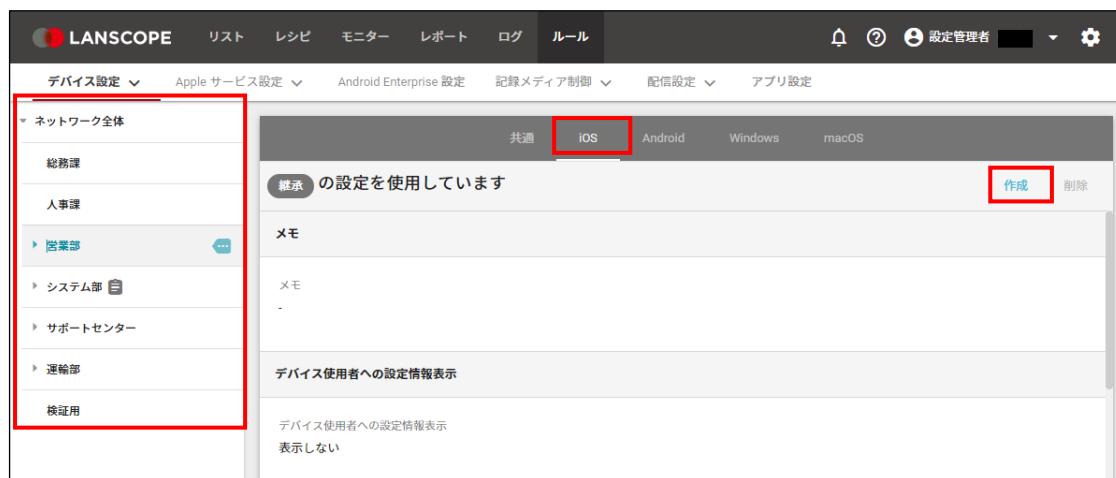 LANSCOPE リスト レシピ モニター レポート ログ ルール 設定管理者
デバイス設定 Apple サービス設定 Android Enterprise 設定 記録メディア制御 配信設定 アプリ設定
ネットワーク全体
総務課
人事課
営業部
システム部
サポートセンター
運輸部
検証用
共通 iOS Android Windows macOS
継承 の設定を使用しています 作成 削除
メモ
メモ
-
デバイス使用者への設定情報表示
デバイス使用者への設定情報表示
表示しない